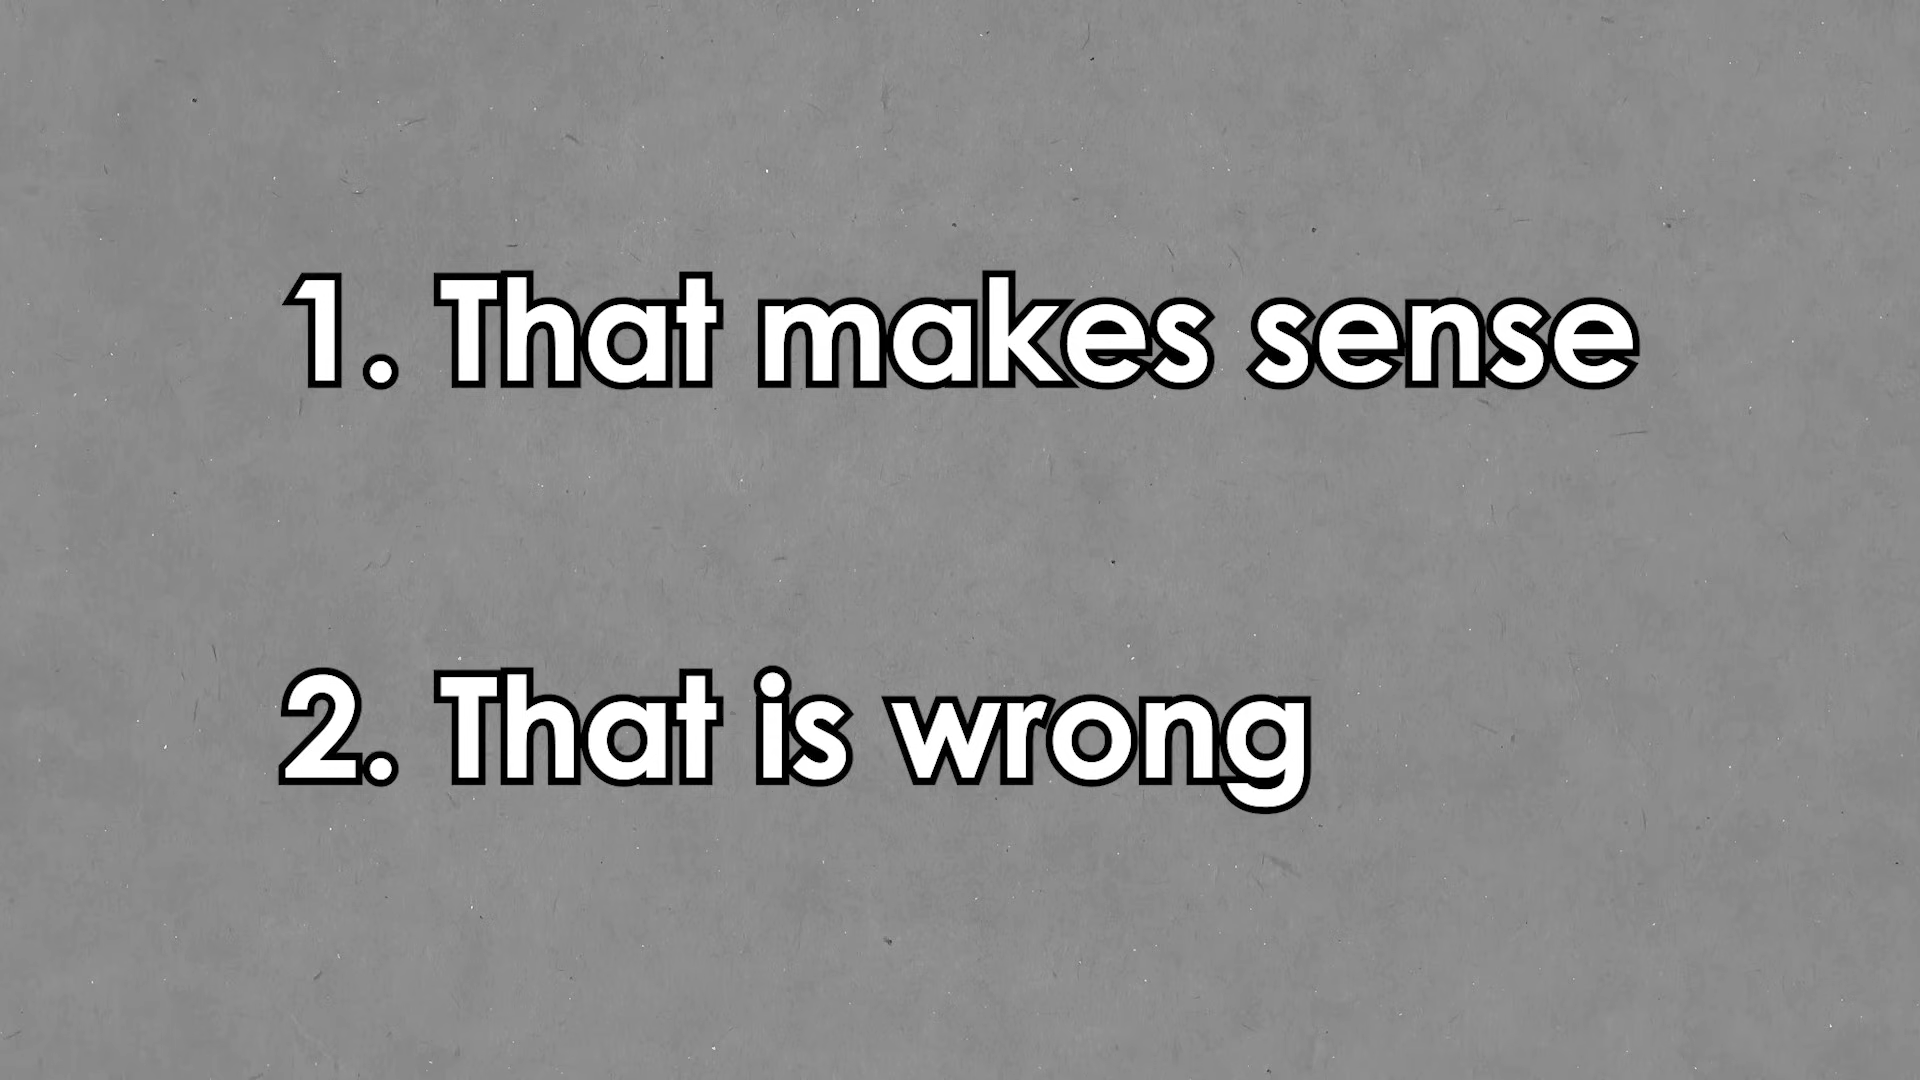 1. That makes sense
2. That is wrong